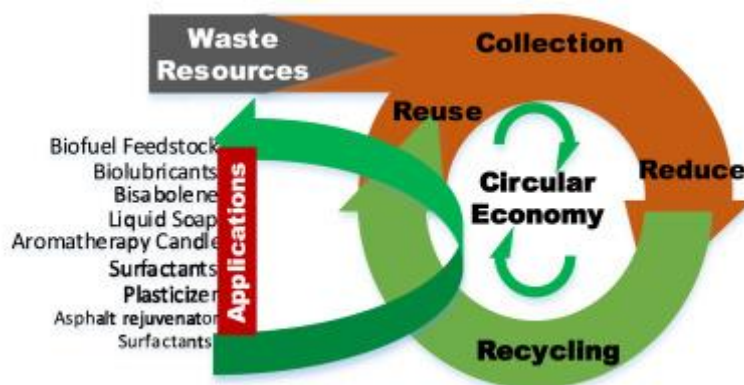 Waste
Resources
Collection
Reuse
Reduce
Circular
Economy
Recycling
Applications
Biofuel Feedstock
Biolubricants
Bisabolene
Liquid Soap
Aromatherapy Candle
Surfactants
Plasticizer
Asphalt rejuvenator
Surfactants